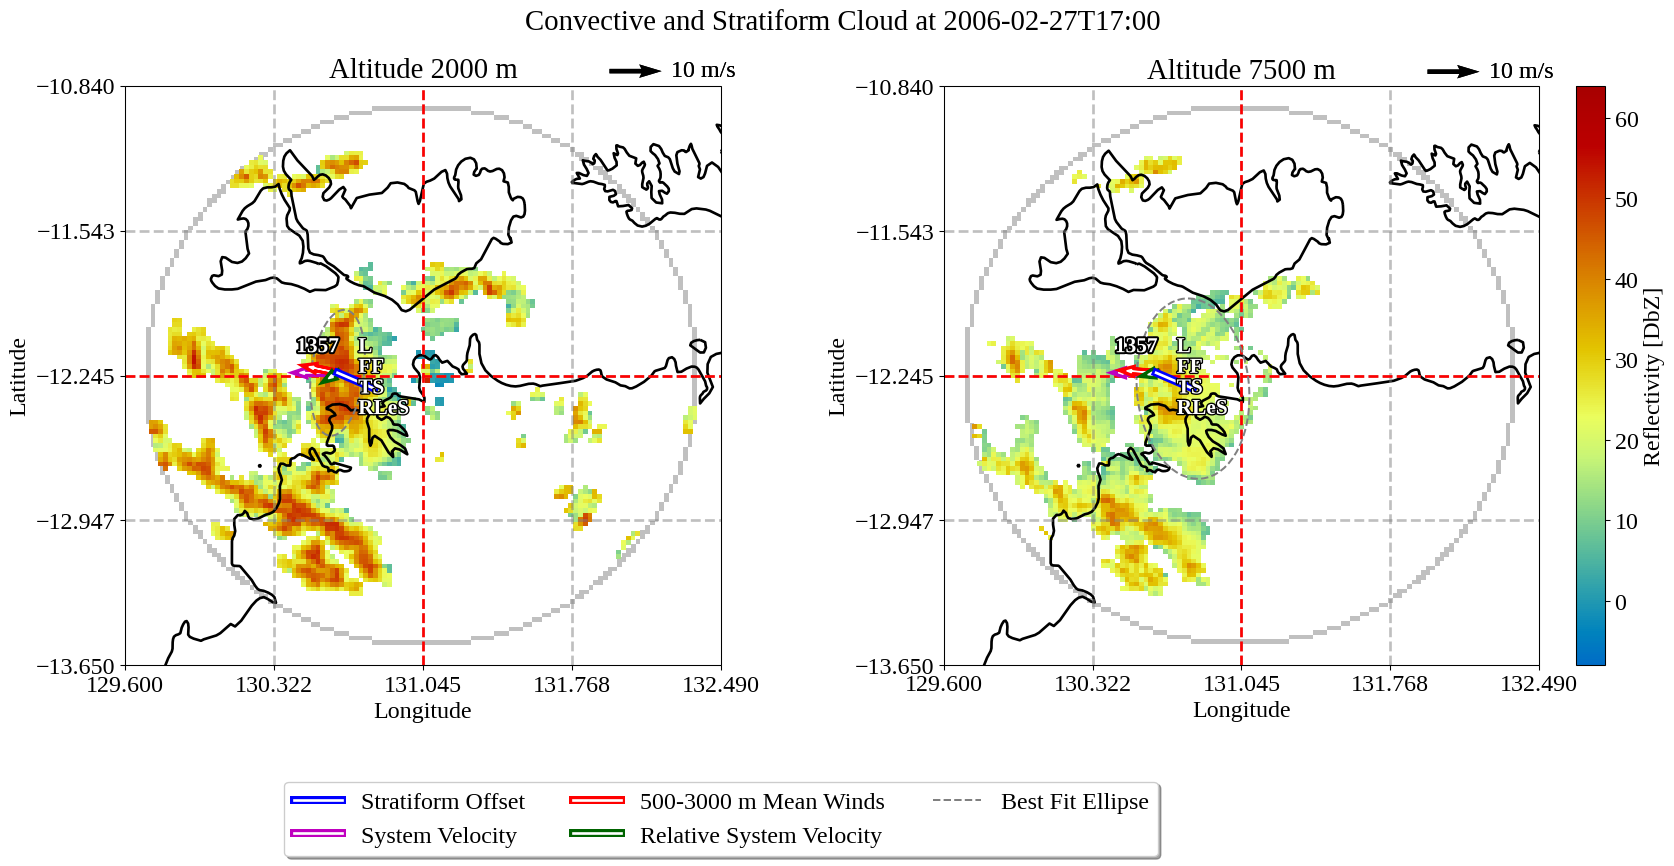 Convective and Stratiform Cloud at 2006-02-27T17:00
Altitude 2000 m
10 m/s
−10.840
−11.543
−12.245
−12.947
−13.650
Latitude
1357
L
FF
TS
RLeS
129.600 130.322 131.045 131.768 132.490
Longitude
Altitude 7500 m
10 m/s
−10.840
−11.543
−12.245
−12.947
−13.650
Latitude
1357
L
FF
TS
RLeS
129.600 130.322 131.045 131.768 132.490
Longitude
60
50
40
30
20
10
0
Reflectivity [DbZ]
Stratiform Offset
System Velocity
500-3000 m Mean Winds
Relative System Velocity
Best Fit Ellipse